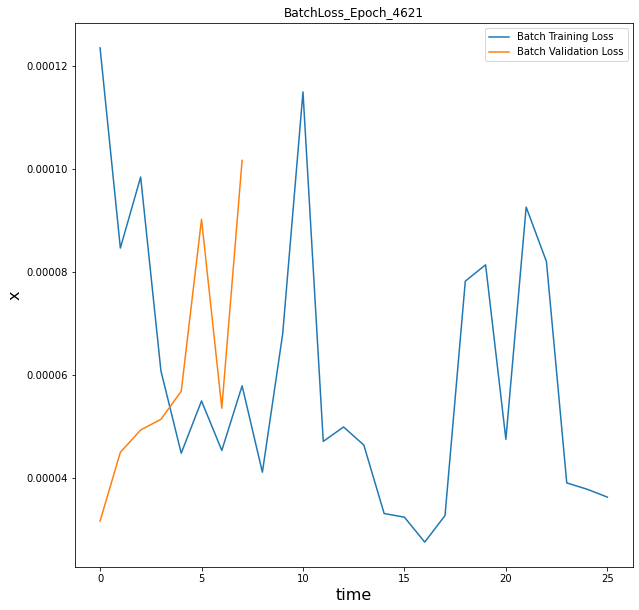 BatchLoss_Epoch_4621
Batch Training Loss
Batch Validation Loss
0.00012
0.00010
0.00008
0.00006
0.00004
x
0 5 10 15 20 25
time